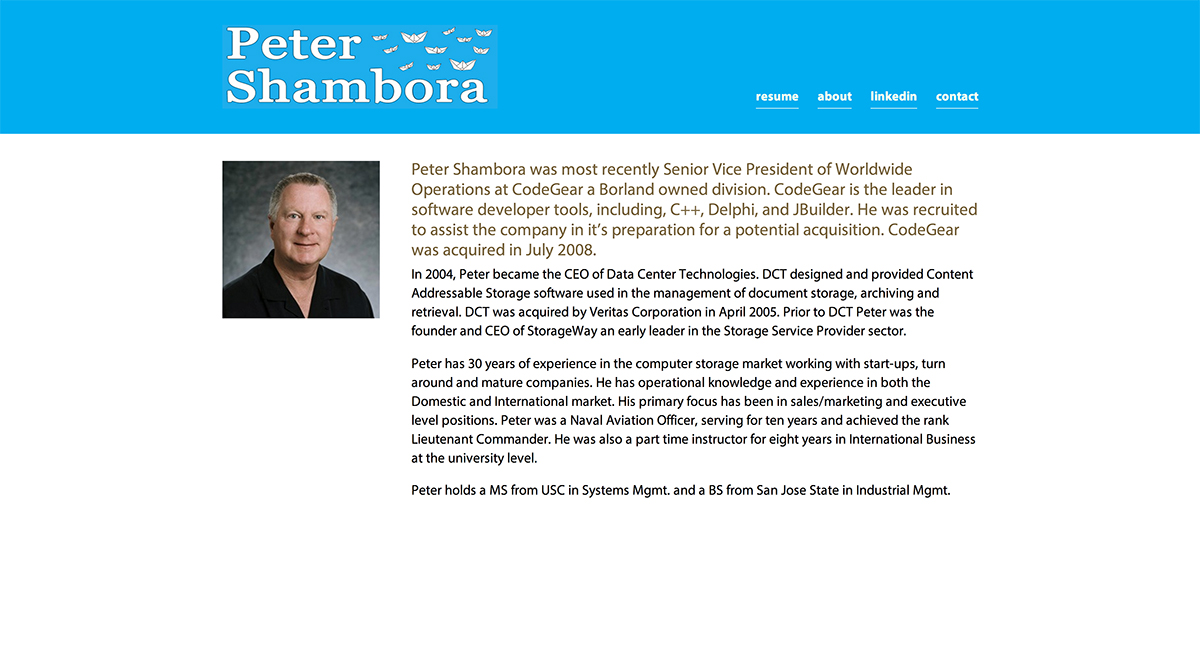 Peter
Shambora
resume about linkedin contact
Peter Shambora was most recently Senior Vice President of Worldwide
Operations at CodeGear a Borland owned division. CodeGear is the leader in
software developer tools, including, C++, Delphi, and JBuilder. He was recruited
to assist the company in it’s preparation for a potential acquisition. CodeGear
was acquired in July 2008.
In 2004, Peter became the CEO of Data Center Technologies. DCT designed and provided Content
Addressable Storage software used in the management of document storage, archiving and
retrieval. DCT was acquired by Veritas Corporation in April 2005. Prior to DCT Peter was the
founder and CEO of StorageWay an early leader in the Storage Service Provider sector.
Peter has 30 years of experience in the computer storage market working with start-ups, turn
around and mature companies. He has operational knowledge and experience in both the
Domestic and International market. His primary focus has been in sales/marketing and executive
level positions. Peter was a Naval Aviation Officer, serving for ten years and achieved the rank
Lieutenant Commander. He was also a part time instructor for eight years in International Business
at the university level.
Peter holds a MS from USC in Systems Mgmt. and a BS from San Jose State in Industrial Mgmt.